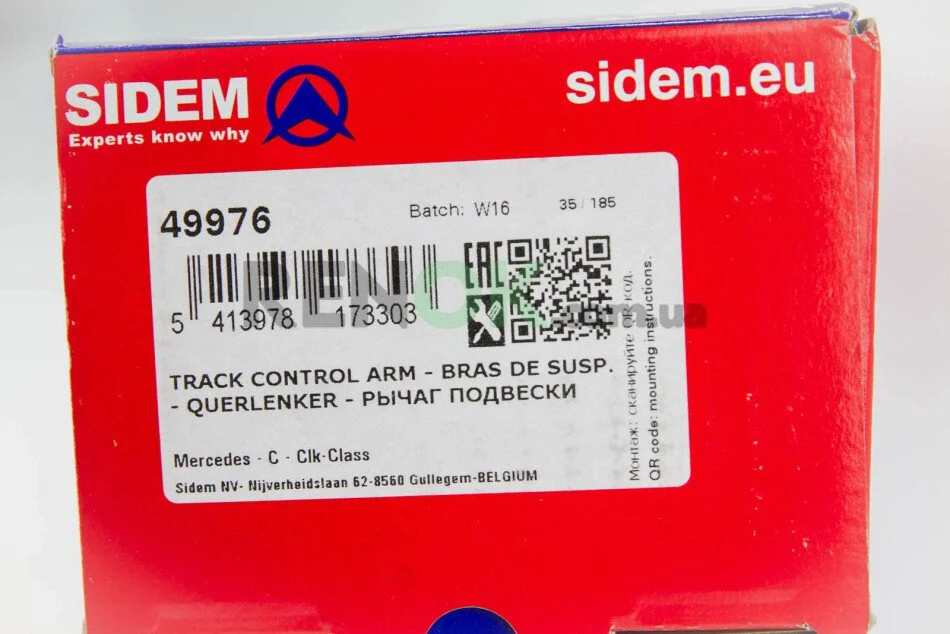 SIDEM
Experts know why
sidem.eu
49976
Batch: W16
35 / 185
EAC
5 413978 173303
TRACK CONTROL ARM - BRAS DE SUSP.
- QUERLENKER - РЫЧАГ ПОДВЕСКИ
Mercedes - C - Clk-Class
Sidem NV- Nijverheidslaan 62-8560 Gullegem-BELGIUM
Монтаж: сканируйте QR код.
QR code: mounting instructions.